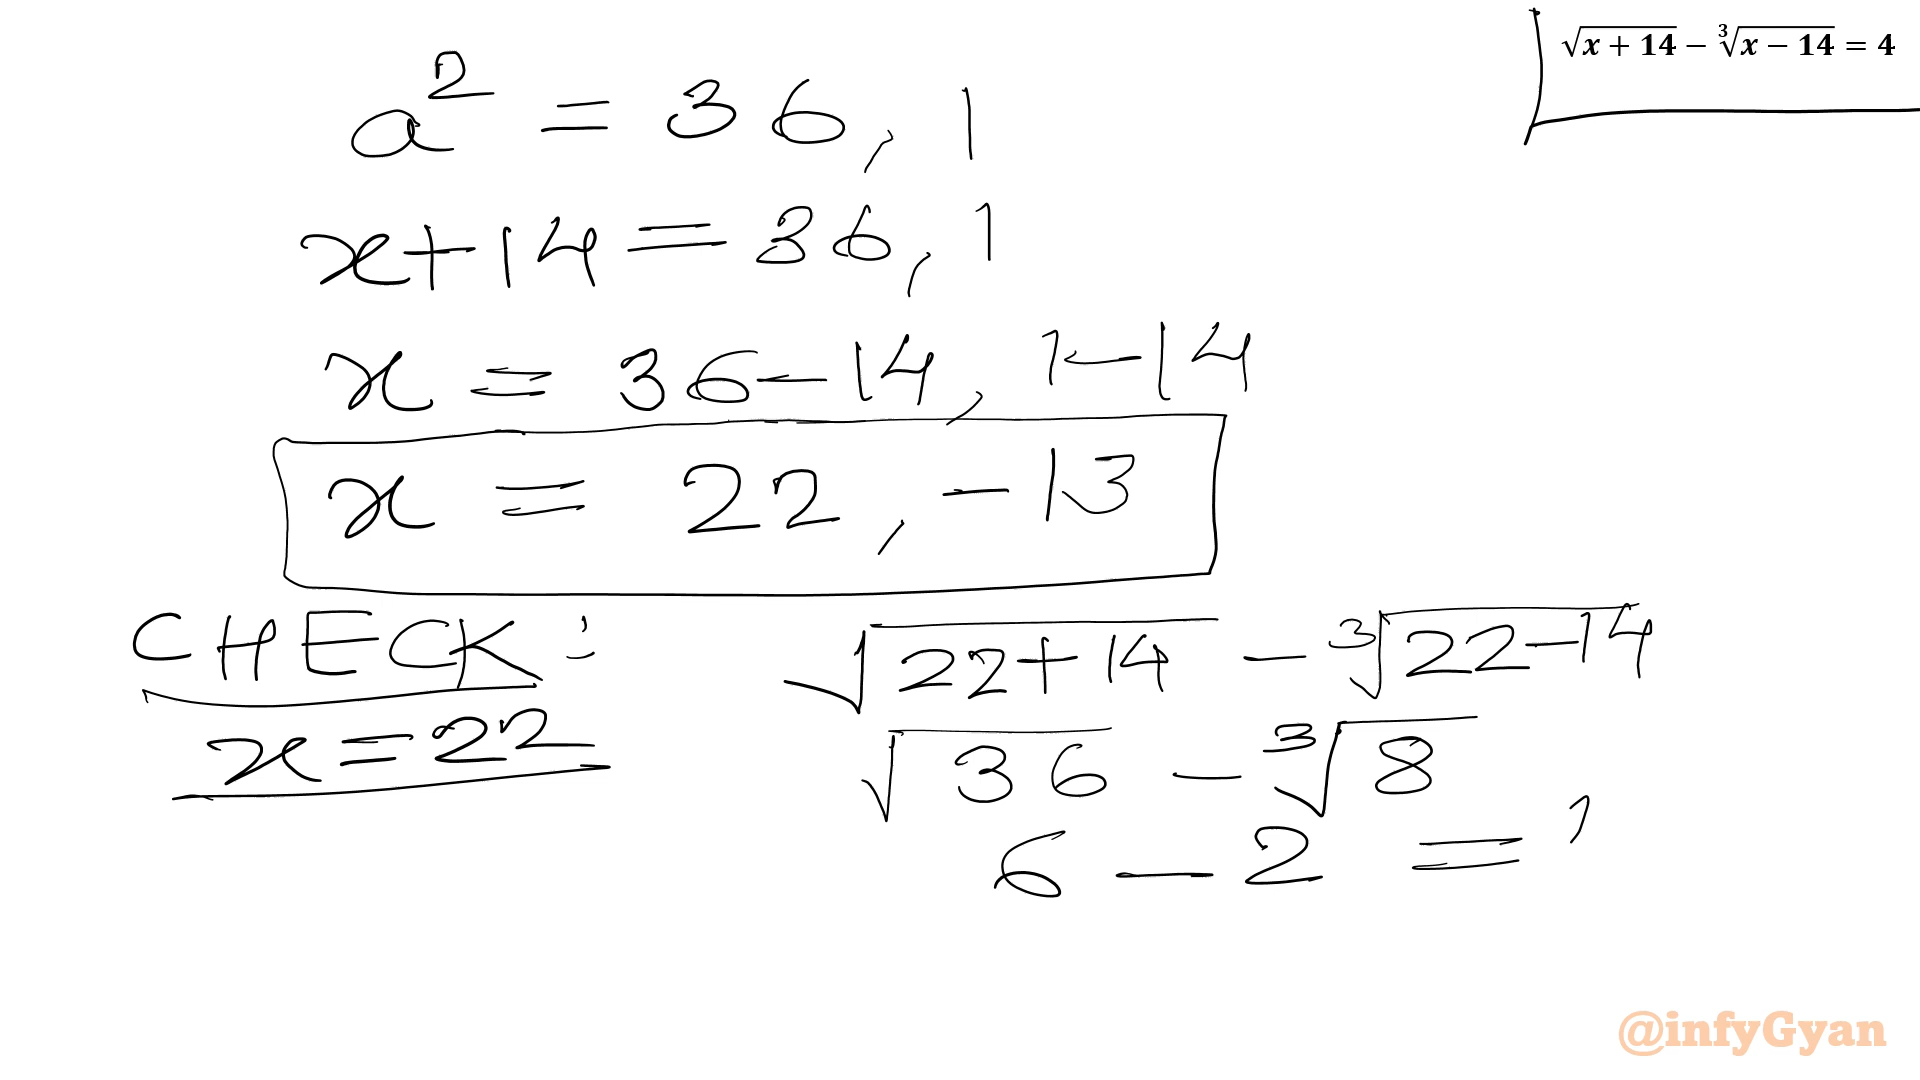 √(x + 14) − ∛(x − 14) = 4
a² = 36, 1
x+14 = 36, 1
x = 36-14, 1-14
x = 22, -13
CHECK:
x = 22
√(22+14) - ∛(22-14)
√36 - ∛8
6 - 2 =
@infyGyan